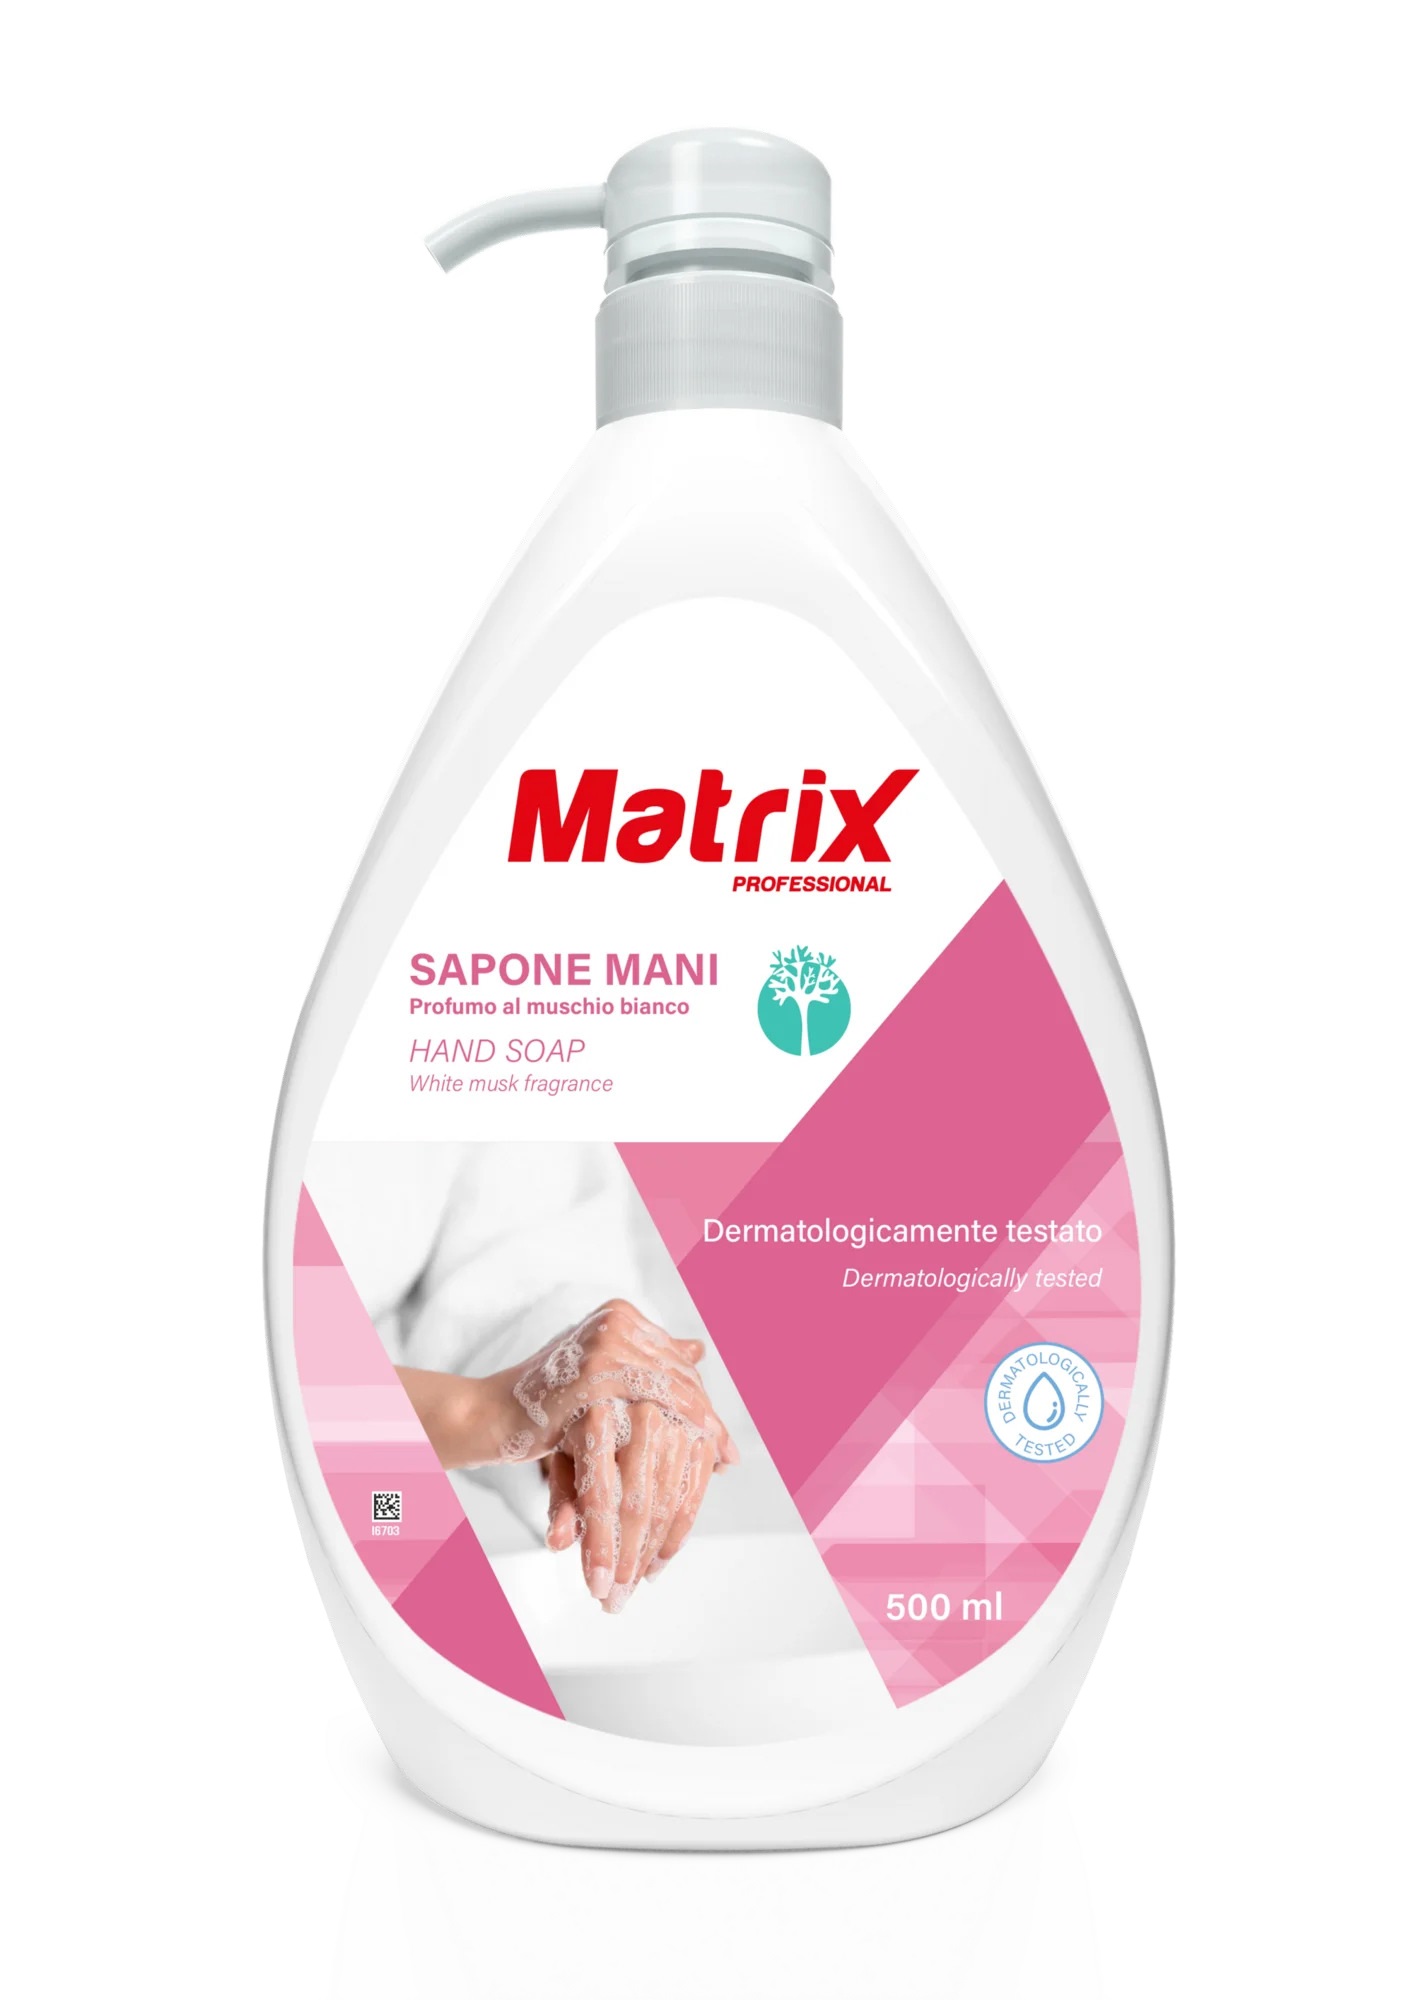 Matrix
PROFESSIONAL
SAPONE MANI
Profumo al muschio bianco
HAND SOAP
White musk fragrance
Dermatologicamente testato
Dermatologically tested
DERMATOLOGICALLY
TESTED
I6703
500 ml